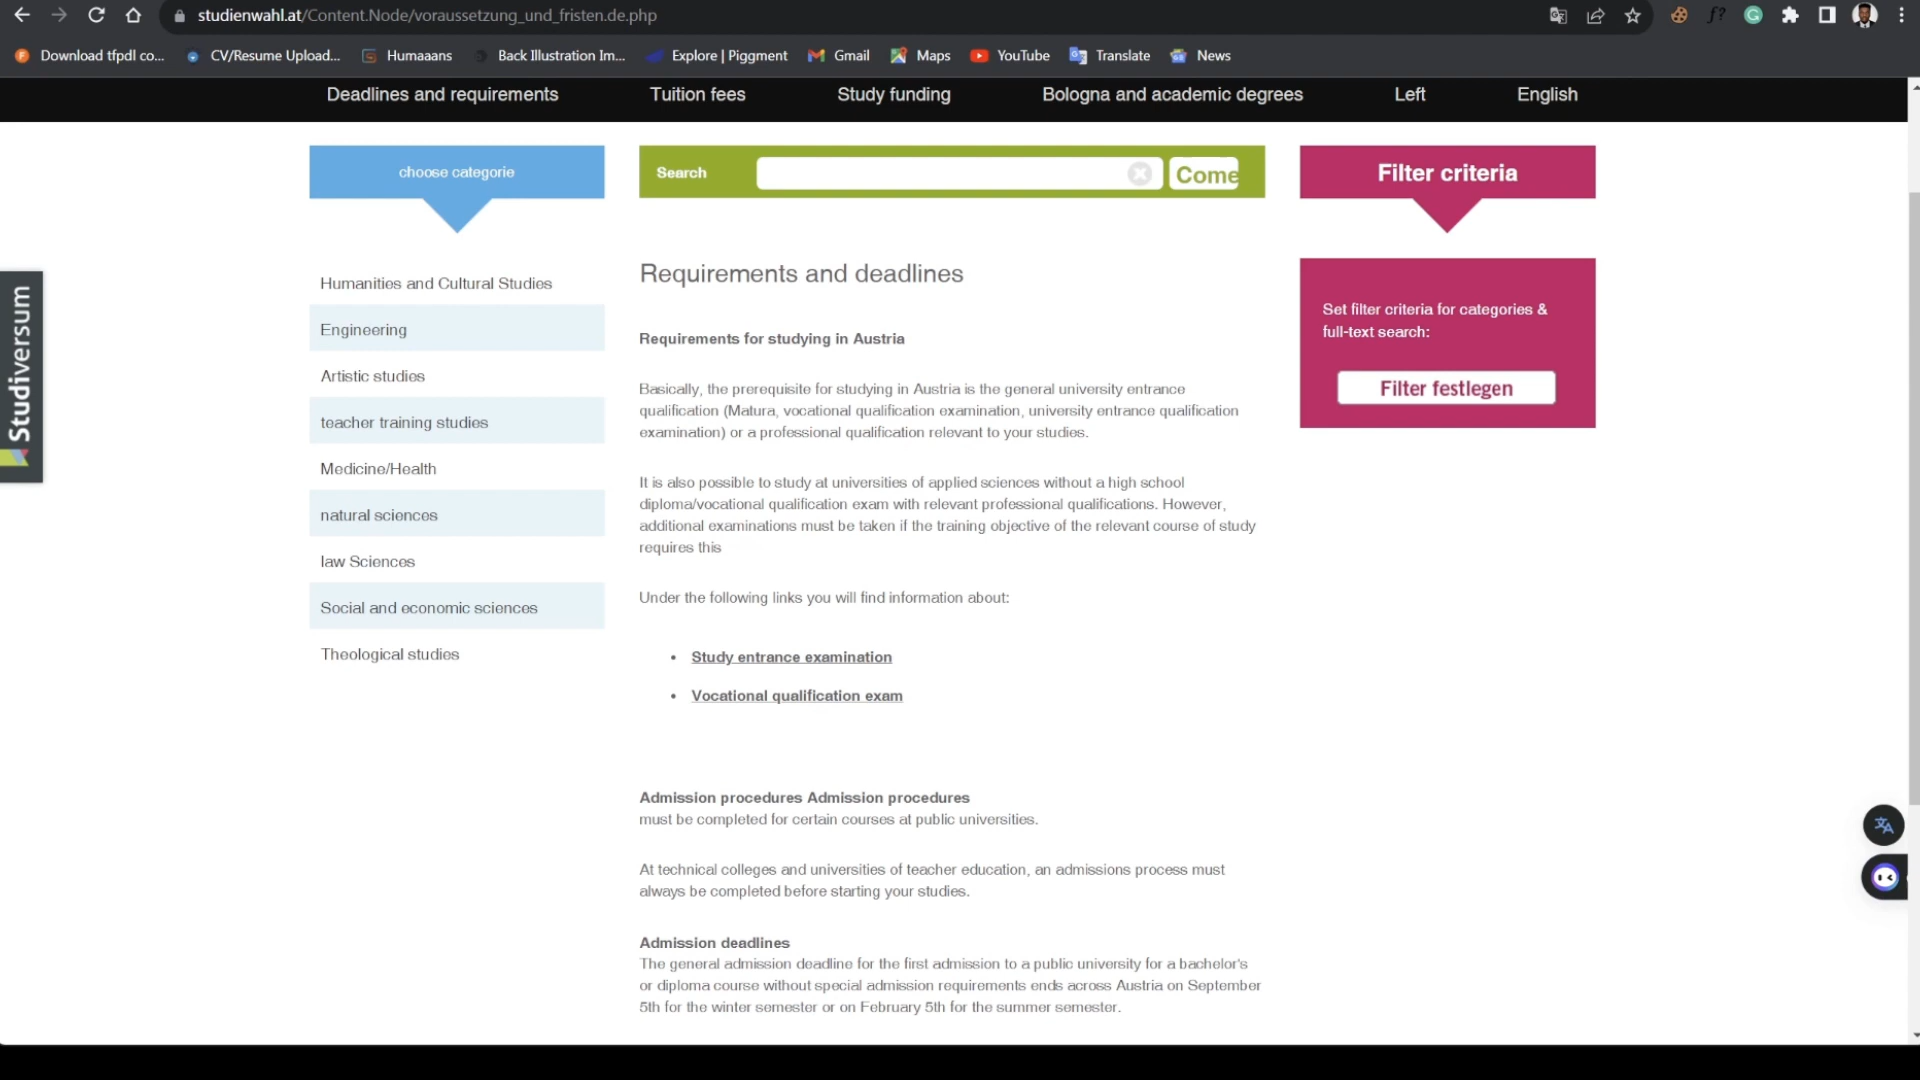 studienwahl.at/Content.Node/voraussetzung_und_fristen.de.php
Download tfpdl co... CV/Resume Upload... Humaaans Back Illustration Im... Explore | Piggment Gmail Maps YouTube Translate News
Deadlines and requirements Tuition fees Study funding Bologna and academic degrees Left English
choose categorie
Search
Come
Filter criteria
Studiversum
Humanities and Cultural Studies
Engineering
Artistic studies
teacher training studies
Medicine/Health
natural sciences
law Sciences
Social and economic sciences
Theological studies
Requirements and deadlines
Requirements for studying in Austria
Basically, the prerequisite for studying in Austria is the general university entrance
qualification (Matura, vocational qualification examination, university entrance qualification
examination) or a professional qualification relevant to your studies.
It is also possible to study at universities of applied sciences without a high school
diploma/vocational qualification exam with relevant professional qualifications. However,
additional examinations must be taken if the training objective of the relevant course of study
requires this
Under the following links you will find information about:
• Study entrance examination
• Vocational qualification exam
Admission procedures Admission procedures
must be completed for certain courses at public universities.
At technical colleges and universities of teacher education, an admissions process must
always be completed before starting your studies.
Admission deadlines
The general admission deadline for the first admission to a public university for a bachelor's
or diploma course without special admission requirements ends across Austria on September
5th for the winter semester or on February 5th for the summer semester.
Set filter criteria for categories &
full-text search:
Filter festlegen